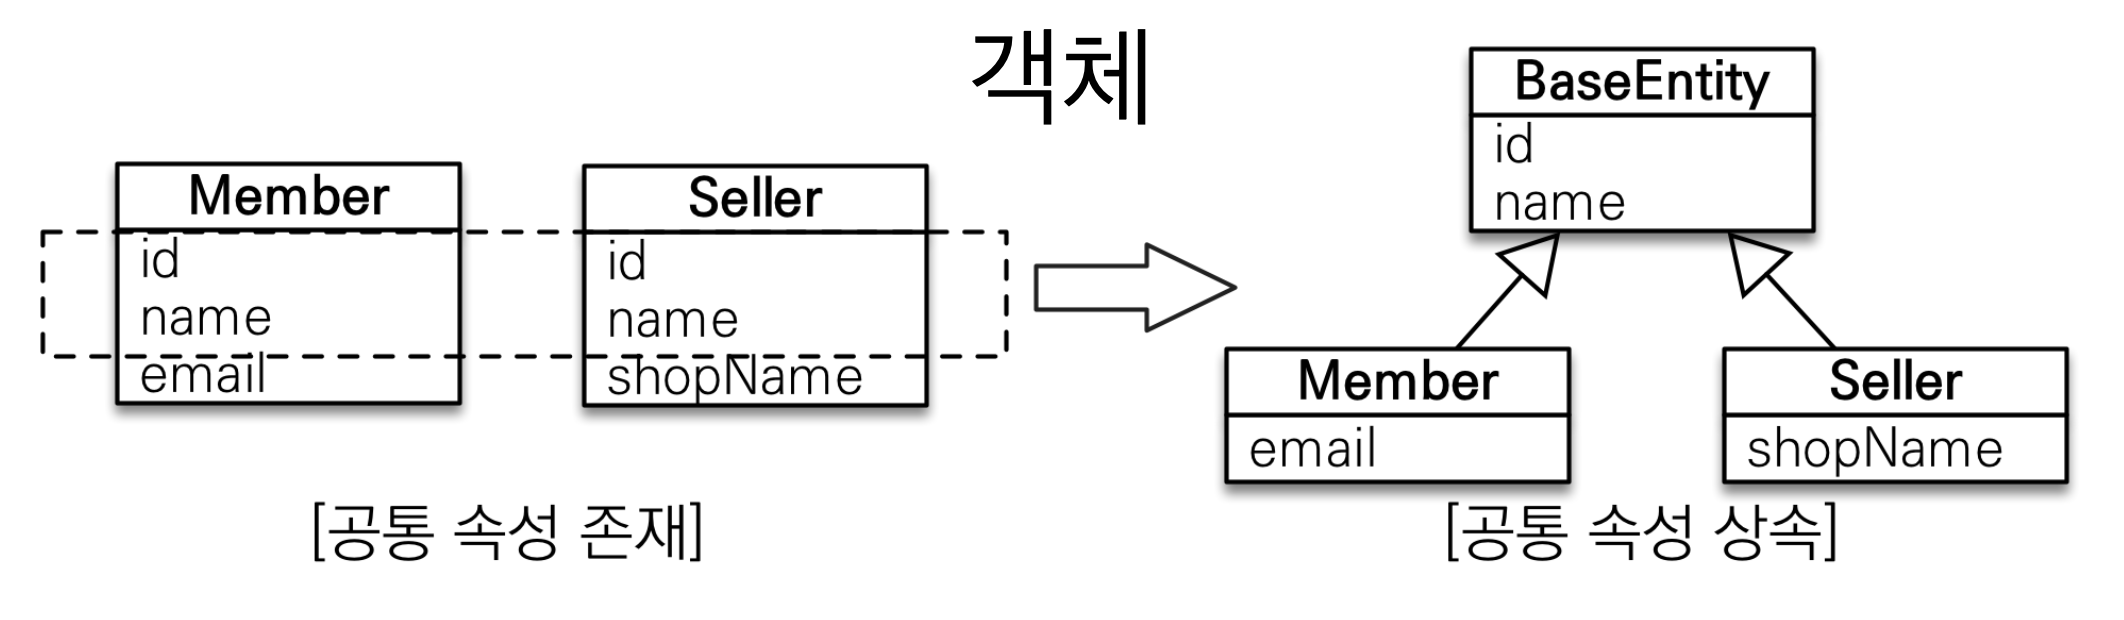 객체
Member
id
name
email
Seller
id
name
shopName
[공통 속성 존재]
BaseEntity
id
name
Member
email
Seller
shopName
[공통 속성 상속]